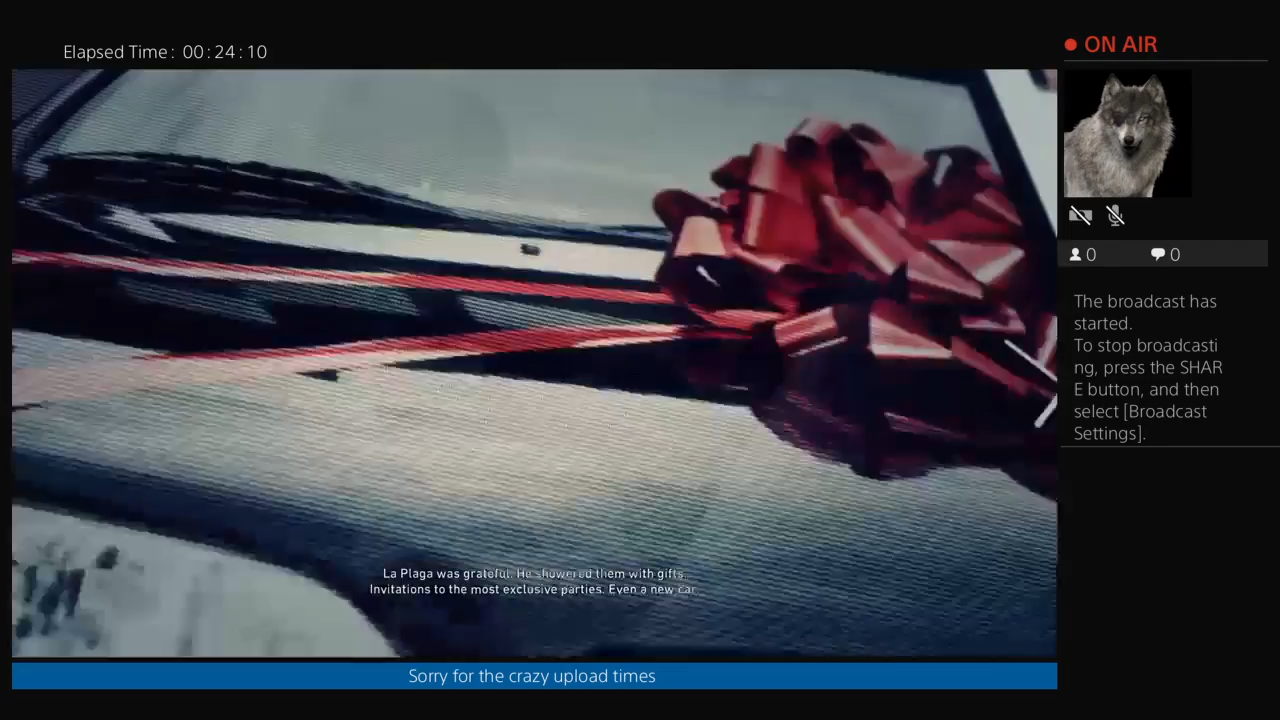 Elapsed Time: 00:24:10
ON AIR
0
0
The broadcast has
started.
To stop broadcasti
ng, press the SHAR
E button, and then
select [Broadcast
Settings].
La Plaga was grateful. He showered them with gifts.
Invitations to the most exclusive parties. Even a new car.
Sorry for the crazy upload times